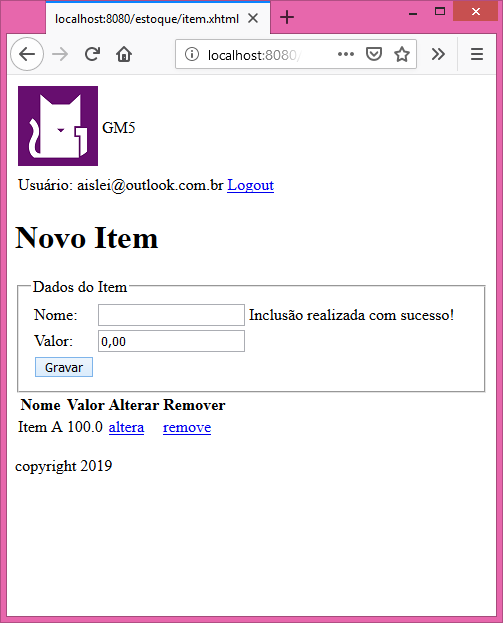 localhost:8080/estoque/item.xhtml
localhost:8080/
GM5
Usuário: aislei@outlook.com.br Logout
Novo Item
Dados do Item
Nome: Inclusão realizada com sucesso!
Valor: 0,00
Gravar
Nome Valor Alterar Remover
Item A 100.0 altera remove
copyright 2019